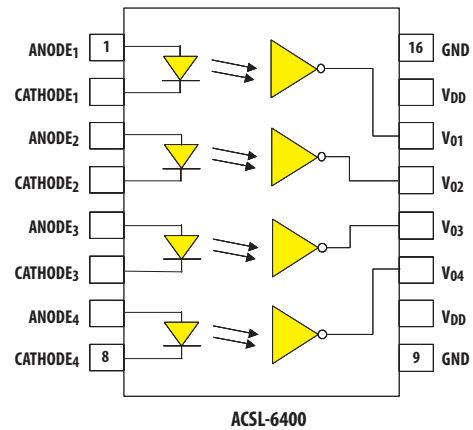 ANODE1 1 16 GND
CATHODE1 VDD
ANODE2 V01
CATHODE2 V02
ANODE3 V03
CATHODE3 V04
ANODE4 VDD
CATHODE4 8 9 GND
ACSL-6400